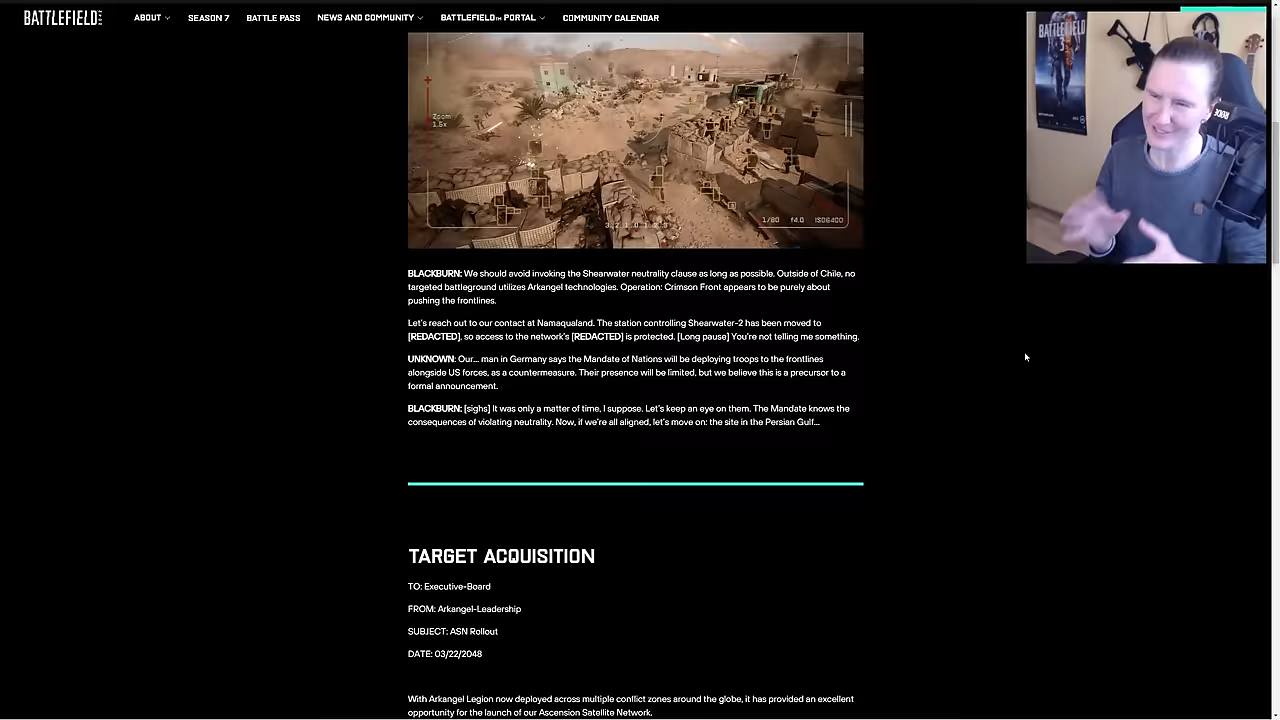 BATTLEFIELD
ABOUT
SEASON 7
BATTLE PASS
NEWS AND COMMUNITY
BATTLEFIELD™ PORTAL
COMMUNITY CALENDAR
BATTLEFIELD
3
RODE
Zoom
1.5x
3 2 1 0 1 2 3
1/80 f4.0 ISO6400
BLACKBURN: We should avoid invoking the Shearwater neutrality clause as long as possible. Outside of Chile, no
targeted battleground utilizes Arkangel technologies. Operation: Crimson Front appears to be purely about
pushing the frontlines.
Let's reach out to our contact at Namaqualand. The station controlling Shearwater-2 has been moved to
[REDACTED], so access to the network's [REDACTED] is protected. [Long pause] You're not telling me something.
UNKNOWN: Our... man in Germany says the Mandate of Nations will be deploying troops to the frontlines
alongside US forces, as a countermeasure. Their presence will be limited, but we believe this is a precursor to a
formal announcement.
BLACKBURN: [sighs] It was only a matter of time, I suppose. Let's keep an eye on them. The Mandate knows the
consequences of violating neutrality. Now, if we're all aligned, let's move on: the site in the Persian Gulf...
TARGET ACQUISITION
TO: Executive-Board
FROM: Arkangel-Leadership
SUBJECT: ASN Rollout
DATE: 03/22/2048
With Arkangel Legion now deployed across multiple conflict zones around the globe, it has provided an excellent
opportunity for the launch of our Ascension Satellite Network.